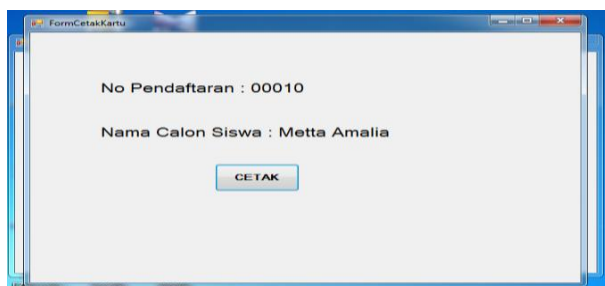 FormCetakKartu
No Pendaftaran : 00010
Nama Calon Siswa : Metta Amalia
CETAK